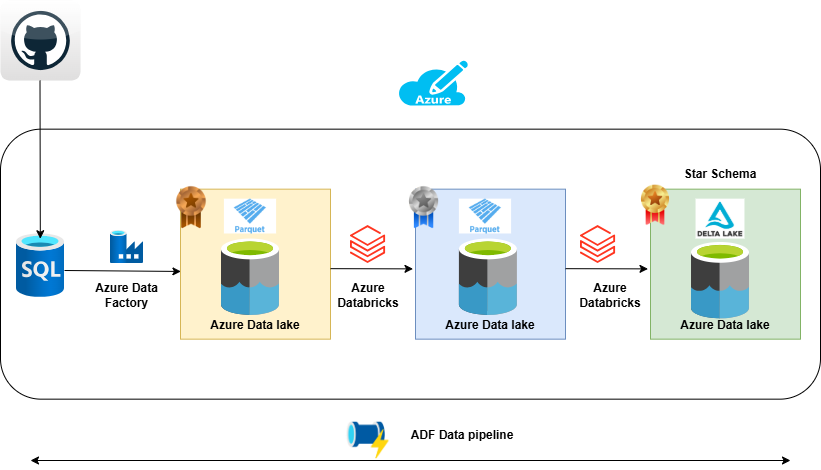 Azure
Star Schema
Parquet
Parquet
DELTA LAKE
SQL
Azure Data
Factory
Azure
Databricks
Azure
Databricks
Azure Data lake
Azure Data lake
Azure Data lake
ADF Data pipeline